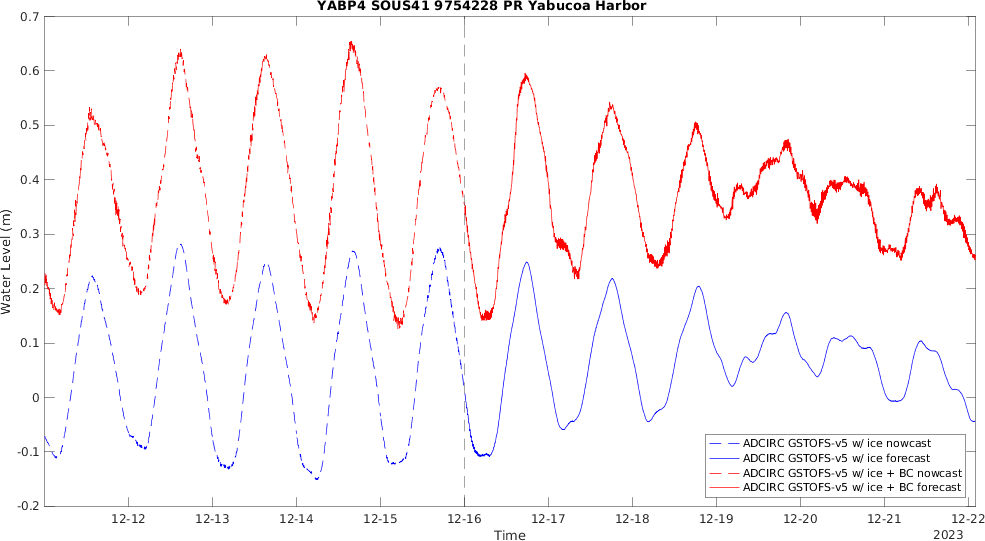 YABP4 SOUS41 9754228 PR Yabucoa Harbor
0.7
0.6
0.5
0.4
0.3
0.2
0.1
0
-0.1
-0.2
Water Level (m)
ADCIRC GSTOFS-v5 w/ ice nowcast
ADCIRC GSTOFS-v5 w/ ice forecast
ADCIRC GSTOFS-v5 w/ ice + BC nowcast
ADCIRC GSTOFS-v5 w/ ice + BC forecast
12-12 12-13 12-14 12-15 12-16 12-17 12-18 12-19 12-20 12-21 12-22
Time
2023